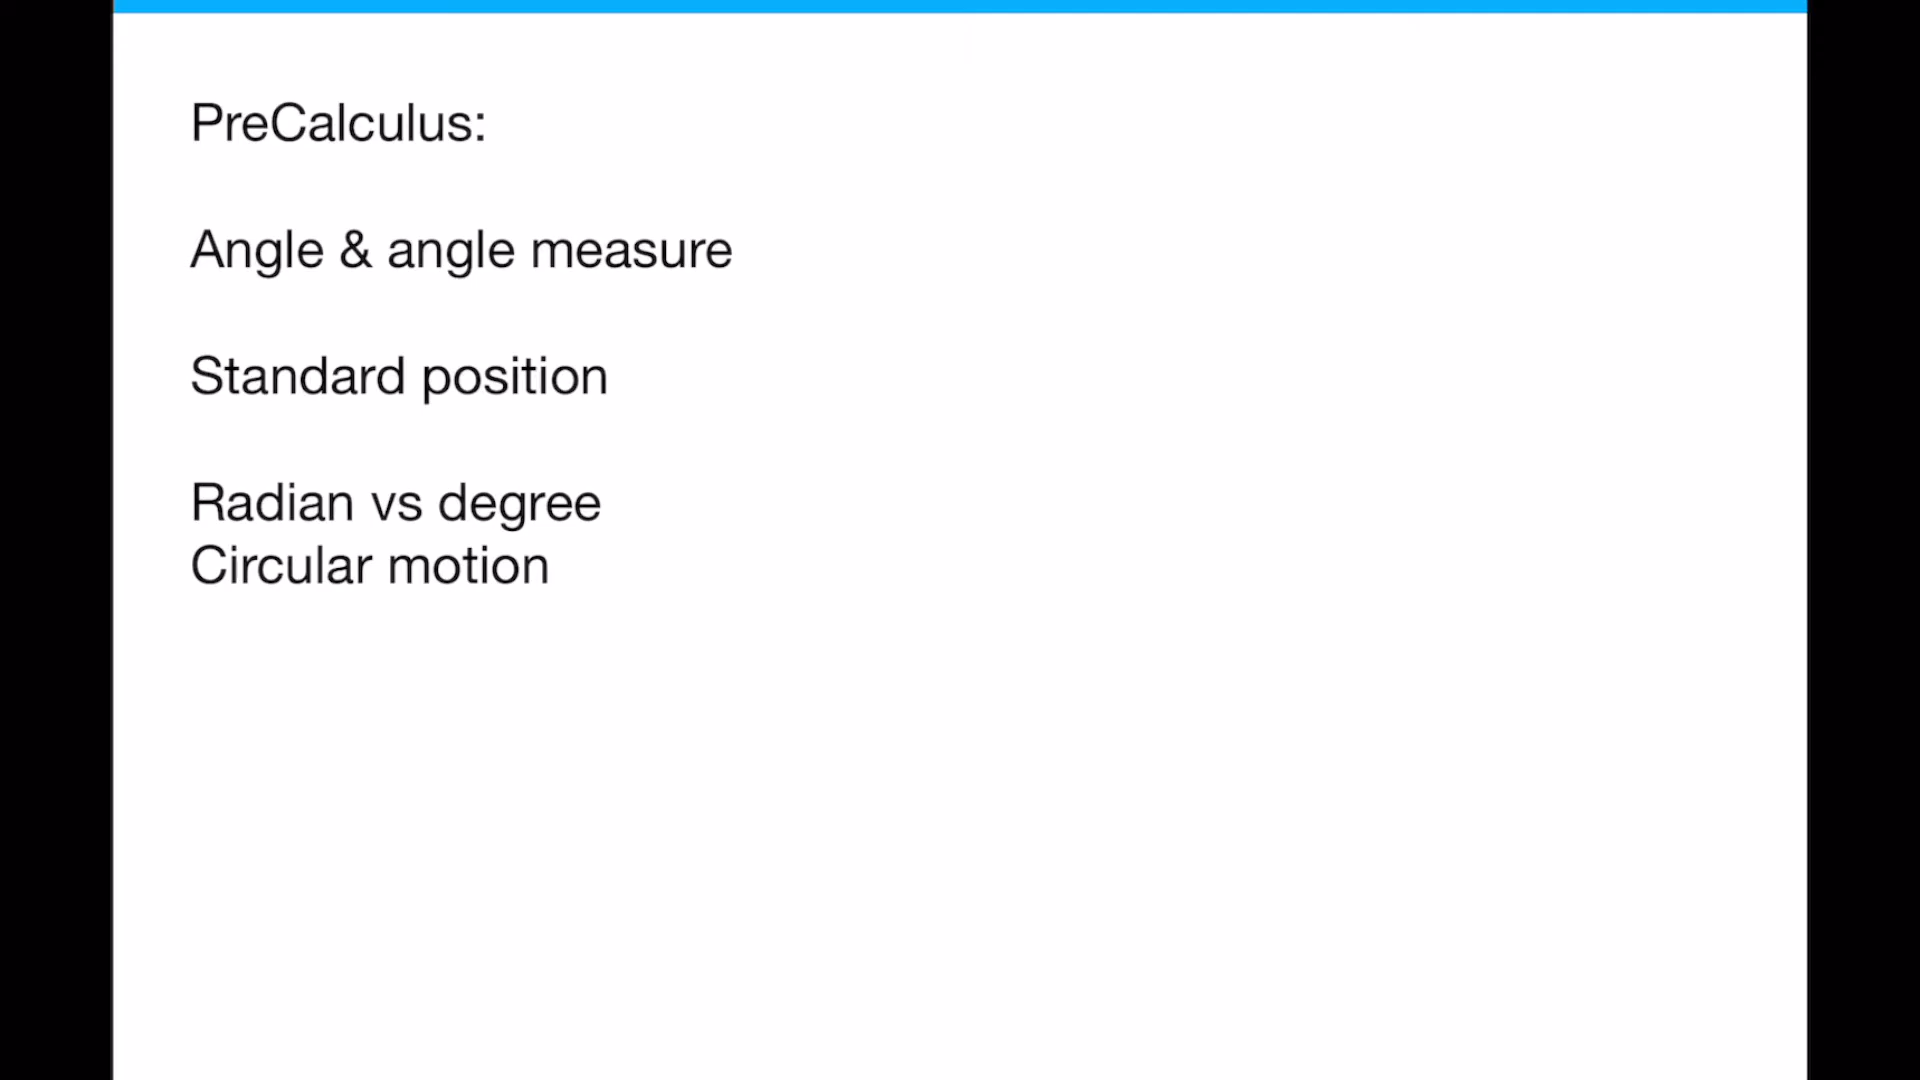 PreCalculus:
Angle & angle measure
Standard position
Radian vs degree
Circular motion